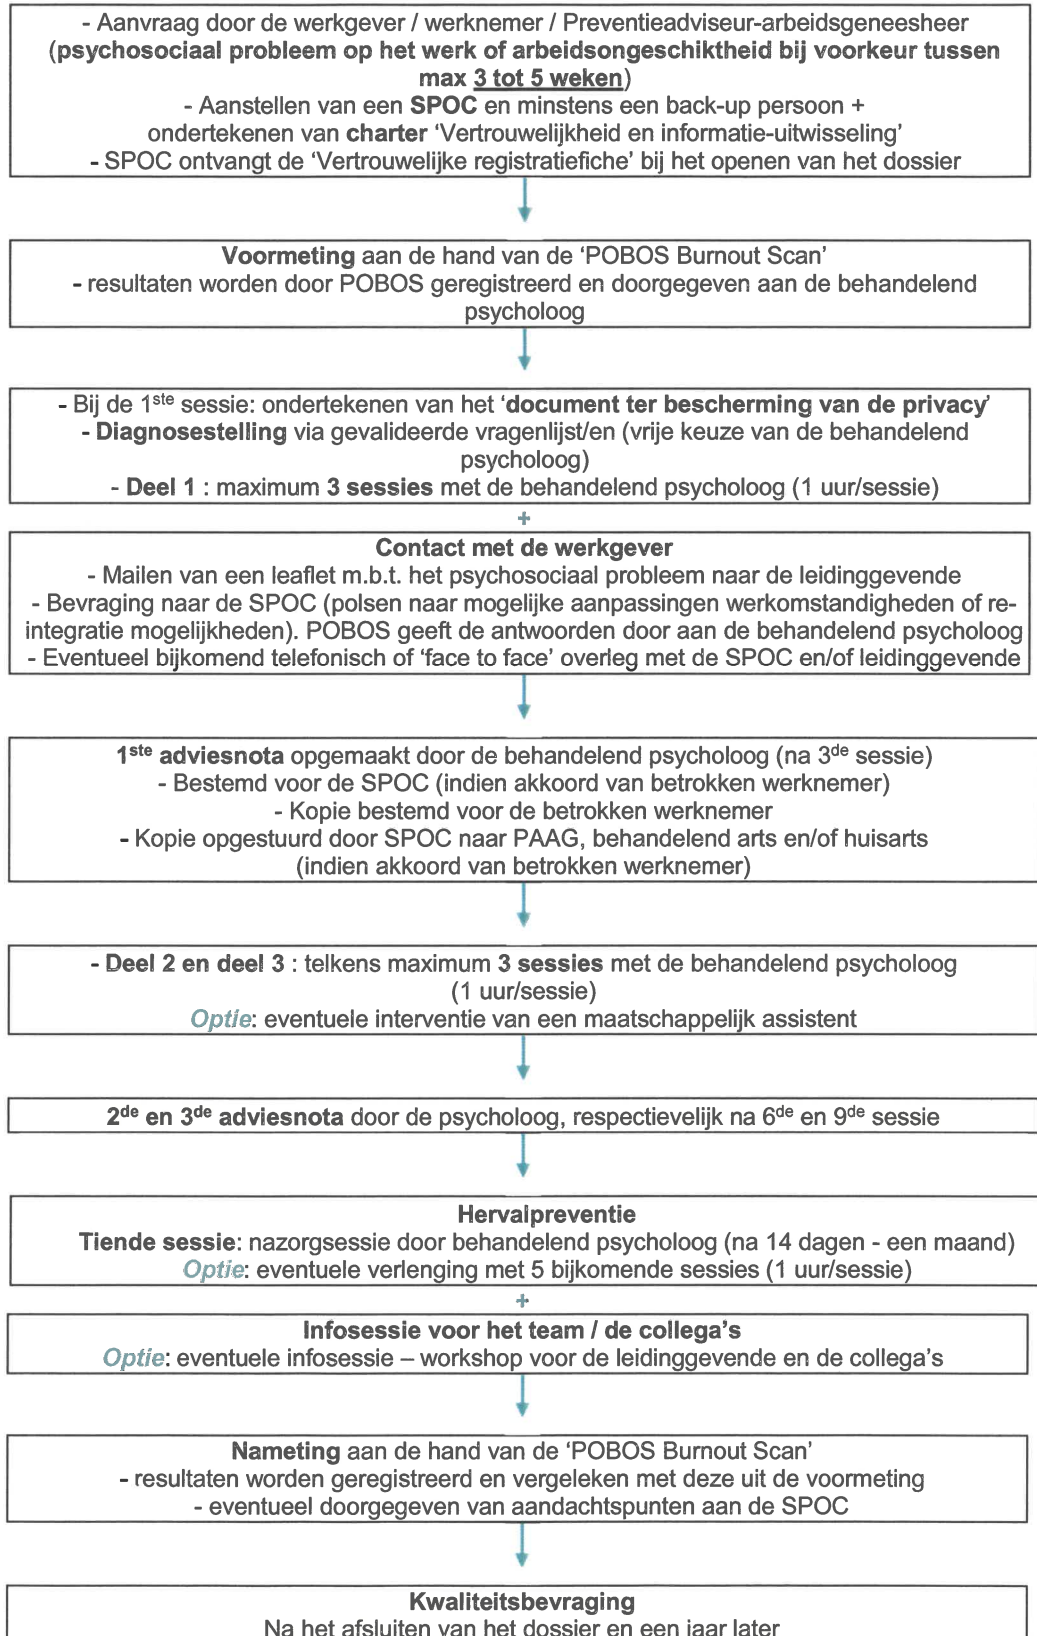 - Aanvraag door de werkgever / werknemer / Preventieadviseur-arbeidsgeneesheer
(psychosociaal probleem op het werk of arbeidsongeschiktheid bij voorkeur tussen
max 3 tot 5 weken)
- Aanstellen van een SPOC en minstens een back-up persoon +
ondertekenen van charter ‘Vertrouwelijkheid en informatie-uitwisseling’
- SPOC ontvangt de ‘Vertrouwelijke registratiefiche’ bij het openen van het dossier
Voormeting aan de hand van de ‘POBOS Burnout Scan’
- resultaten worden door POBOS geregistreerd en doorgegeven aan de behandelend
psycholoog
- Bij de 1ste sessie: ondertekenen van het ‘document ter bescherming van de privacy’
- Diagnosestelling via gevalideerde vragenlijst/en (vrije keuze van de behandelend
psycholoog)
- Deel 1 : maximum 3 sessies met de behandelend psycholoog (1 uur/sessie)
+
Contact met de werkgever
- Mailen van een leaflet m.b.t. het psychosociaal probleem naar de leidinggevende
- Bevraging naar de SPOC (polsen naar mogelijke aanpassingen werkomstandigheden of re-
integratie mogelijkheden). POBOS geeft de antwoorden door aan de behandelend psycholoog
- Eventueel bijkomend telefonisch of ‘face to face’ overleg met de SPOC en/of leidinggevende
1ste adviesnota opgemaakt door de behandelend psycholoog (na 3de sessie)
- Bestemd voor de SPOC (indien akkoord van betrokken werknemer)
- Kopie bestemd voor de betrokken werknemer
- Kopie opgestuurd door SPOC naar PAAG, behandelend arts en/of huisarts
(indien akkoord van betrokken werknemer)
- Deel 2 en deel 3 : telkens maximum 3 sessies met de behandelend psycholoog
(1 uur/sessie)
Optie: eventuele interventie van een maatschappelijk assistent
2de en 3de adviesnota door de psycholoog, respectievelijk na 6de en 9de sessie
Hervalpreventie
Tiende sessie: nazorgsessie door behandelend psycholoog (na 14 dagen - een maand)
Optie: eventuele verlenging met 5 bijkomende sessies (1 uur/sessie)
+
Infosessie voor het team / de collega’s
Optie: eventuele infosessie – workshop voor de leidinggevende en de collega’s
Nameting aan de hand van de ‘POBOS Burnout Scan’
- resultaten worden geregistreerd en vergeleken met deze uit de voormeting
- eventueel doorgegeven van aandachtspunten aan de SPOC
Kwaliteitsbevraging
Na het afsluiten van het dossier en een jaar later